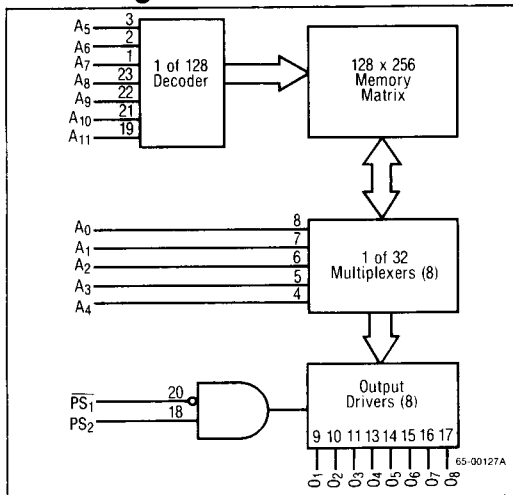 A5 3
A6 2
A7 1
A8 23
A9 22
A10 21
A11 19
1 of 128
Decoder
128 x 256
Memory
Matrix
A0 8
A1 7
A2 6
A3 5
A4 4
1 of 32
Multiplexers (8)
PS1 20
PS2 18
Output
Drivers (8)
9 10 11 13 14 15 16 17
O1 O2 O3 O4 O5 O6 O7 O8
65-00127A